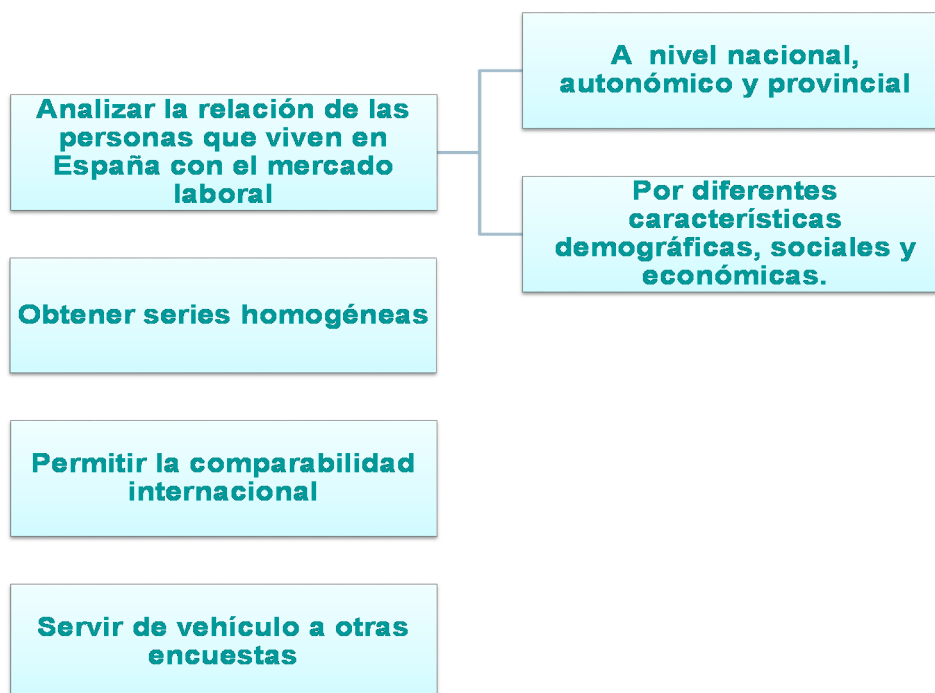 Analizar la relación de las
personas que viven en
España con el mercado
laboral
A nivel nacional,
autonómico y provincial
Por diferentes
características
demográficas, sociales y
económicas.
Obtener series homogéneas
Permitir la comparabilidad
internacional
Servir de vehículo a otras
encuestas